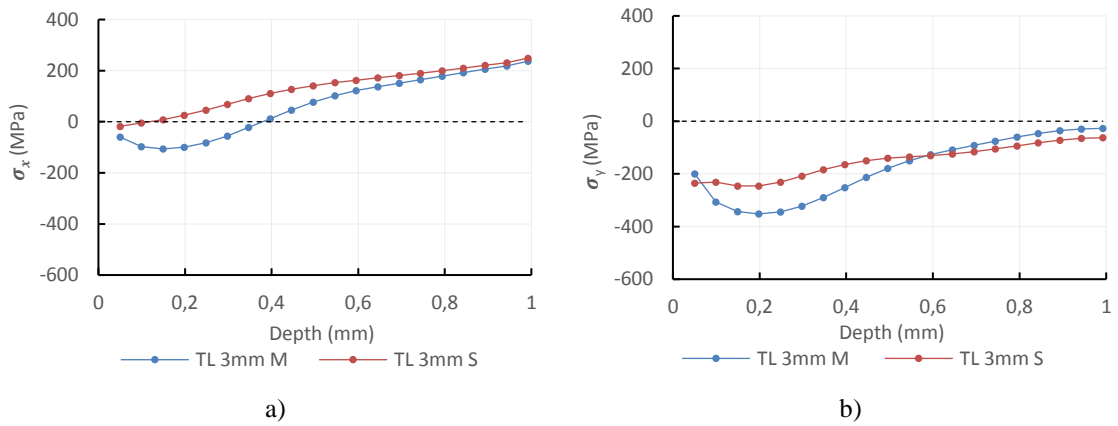 400
200
0
-200
-400
-600
σx (MPa)
0 0,2 0,4 0,6 0,8 1
Depth (mm)
TL 3mm M TL 3mm S
a)
400
200
0
-200
-400
-600
σy (MPa)
0 0,2 0,4 0,6 0,8 1
Depth (mm)
TL 3mm M TL 3mm S
b)